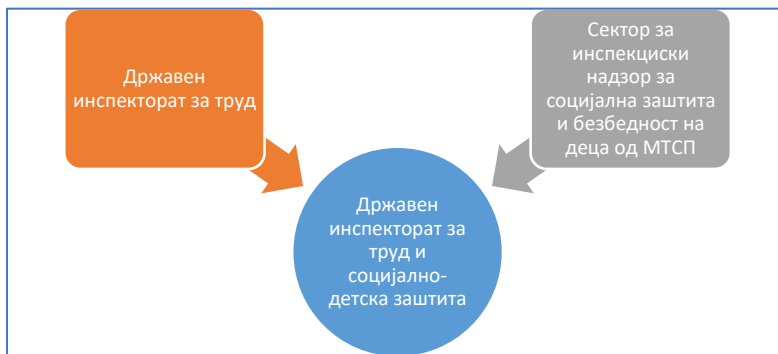 Државен
инспекторат за труд
Сектор за
инспекциски
надзор за
социјална заштита
и безбедност на
деца од МТСП
Државен
инспекторат за
труд и
социјално-
детска заштита